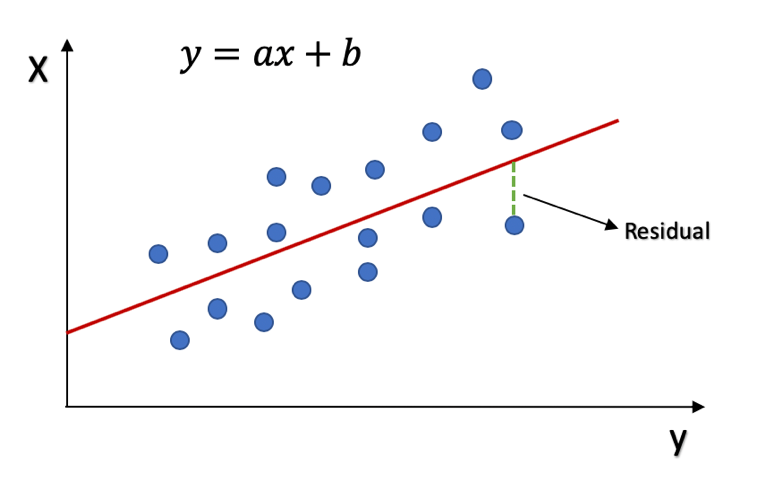 y = ax + b
X
Residual
y